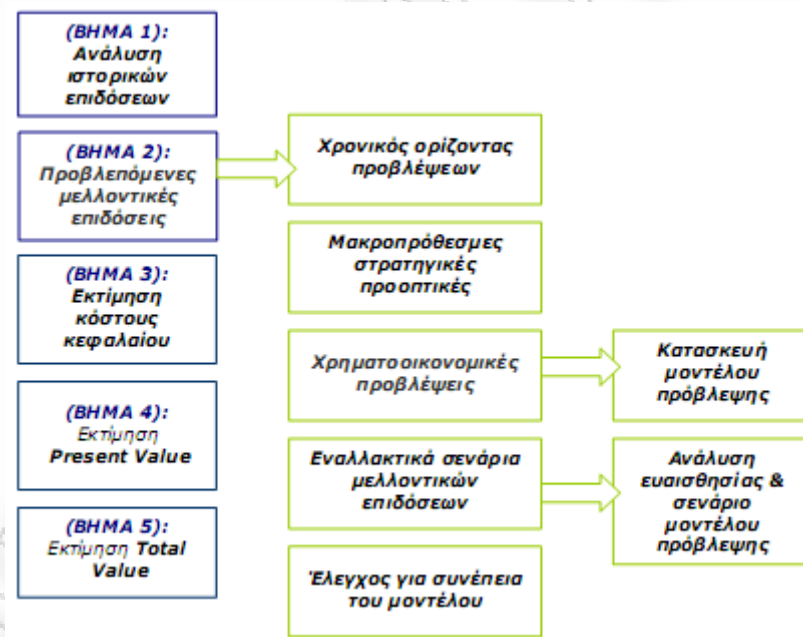 (ΒΗΜΑ 1):
Ανάλυση
ιστορικών
επιδόσεων
(ΒΗΜΑ 2):
Προβλεπόμενες
μελλοντικές
επιδόσεις
(ΒΗΜΑ 3):
Εκτίμηση
κόστους
κεφαλαίου
(ΒΗΜΑ 4):
Εκτίμηση
Present Value
(ΒΗΜΑ 5):
Εκτίμηση Total
Value
Χρονικός ορίζοντας
προβλέψεων
Μακροπρόθεσμες
στρατηγικές
προοπτικές
Χρηματοοικονομικές
προβλέψεις
Εναλλακτικά σενάρια
μελλοντικών
επιδόσεων
Έλεγχος για συνέπεια
του μοντέλου
Κατασκευή
μοντέλου
πρόβλεψης
Ανάλυση
ευαισθησίας &
σενάριο
μοντέλου
πρόβλεψης